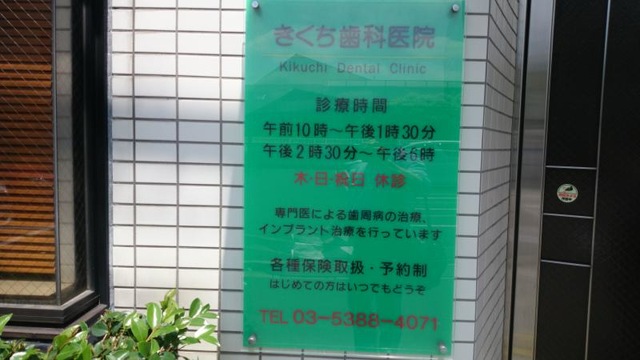 きくち歯科医院
Kikuchi Dental Clinic
診療時間
午前10時～午後1時30分
午後2時30分～午後6時
木・日・祝日 休診
専門医による歯周病の治療、
インプラント治療を行っています
各種保険取扱・予約制
はじめての方はいつでもどうぞ
TEL 03-5388-4071